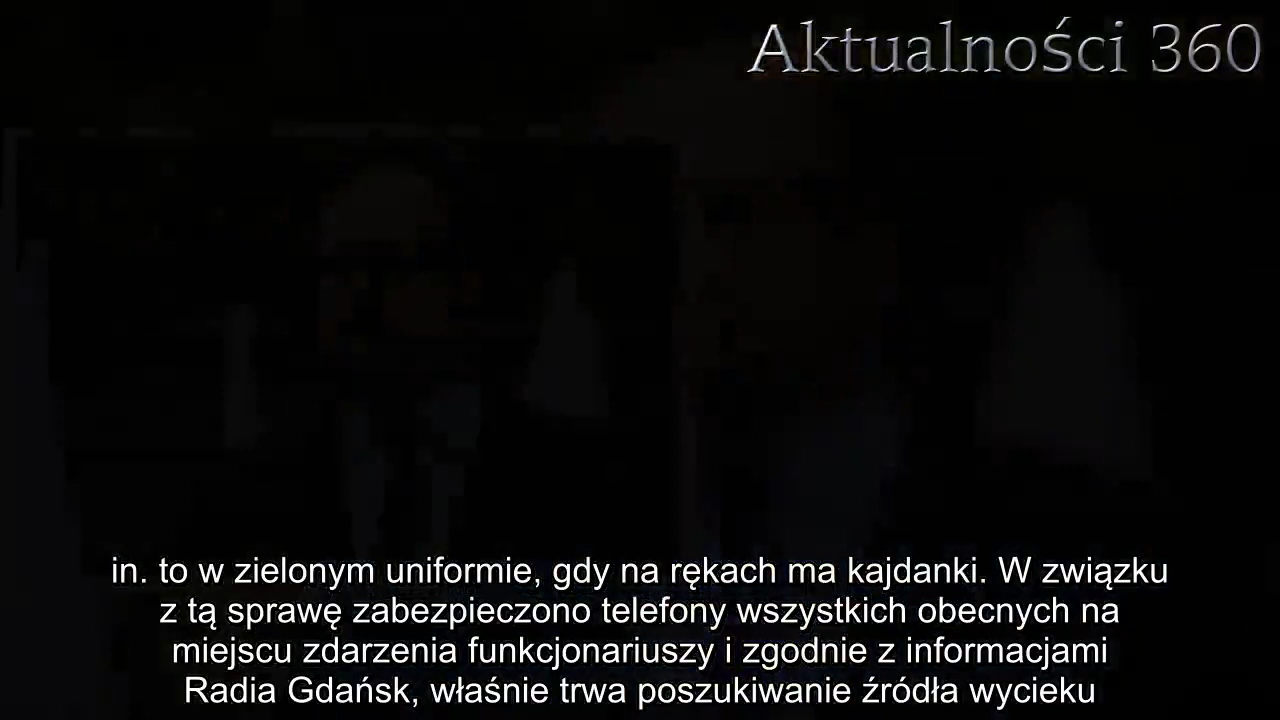 Aktualności 360
in. to w zielonym uniformie, gdy na rękach ma kajdanki. W związku
z tą sprawę zabezpieczono telefony wszystkich obecnych na
miejscu zdarzenia funkcjonariuszy i zgodnie z informacjami
Radia Gdańsk, właśnie trwa poszukiwanie źródła wycieku